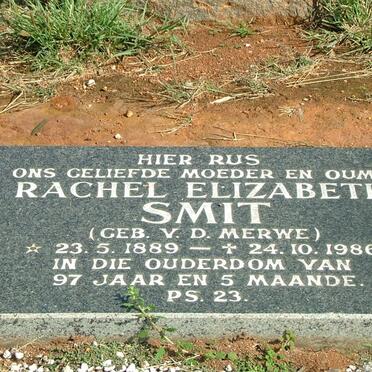 HIER RUS
ONS GELIEFDE MOEDER EN OUM
RACHEL ELIZABETH
SMIT
(GEB. V. D. MERWE)
☆ 23. 5. 1889 — ✝ 24. 10. 1986
IN DIE OUDERDOM VAN
97 JAAR EN 5 MAANDE.
PS. 23.